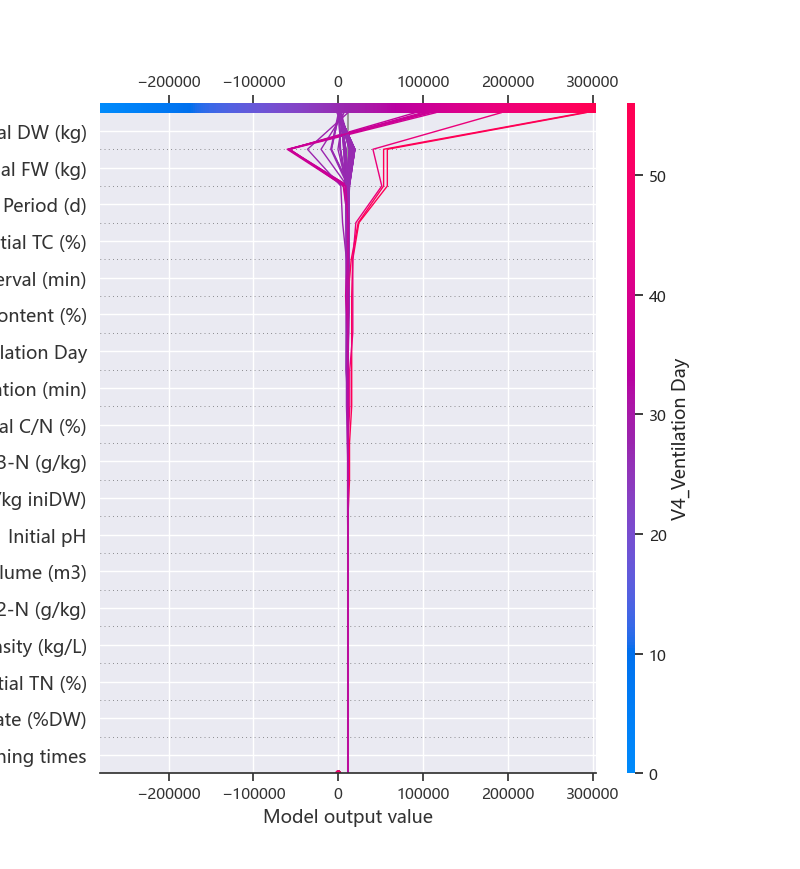 −200000 −100000 0 100000 200000 300000
al DW (kg)
al FW (kg)
Period (d)
tial TC (%)
erval (min)
ontent (%)
lation Day
ation (min)
al C/N (%)
3-N (g/kg)
/kg iniDW)
Initial pH
lume (m3)
2-N (g/kg)
nsity (kg/L)
tial TN (%)
ate (%DW)
ning times
−200000 −100000 0 100000 200000 300000
Model output value
50
40
30
20
10
0
V4_Ventilation Day